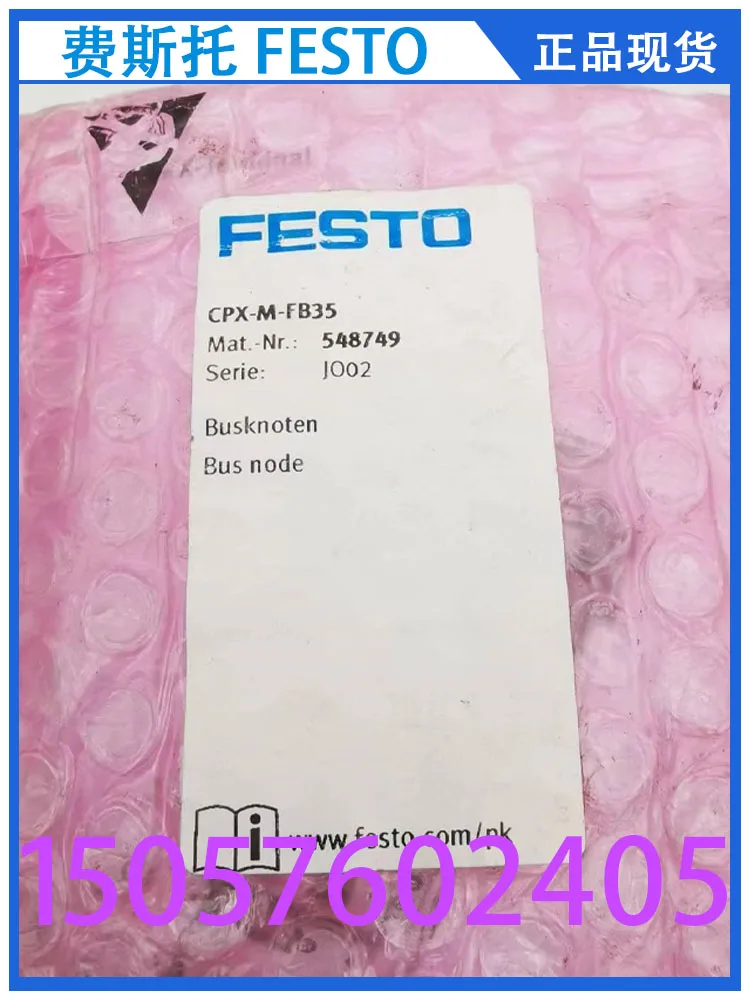 费斯托 FESTO
正品现货
FESTO
CPX-M-FB35
Mat.-Nr.: 548749
Serie: JO02
Busknoten
Bus node
i www.festo.com/pk
15057602405